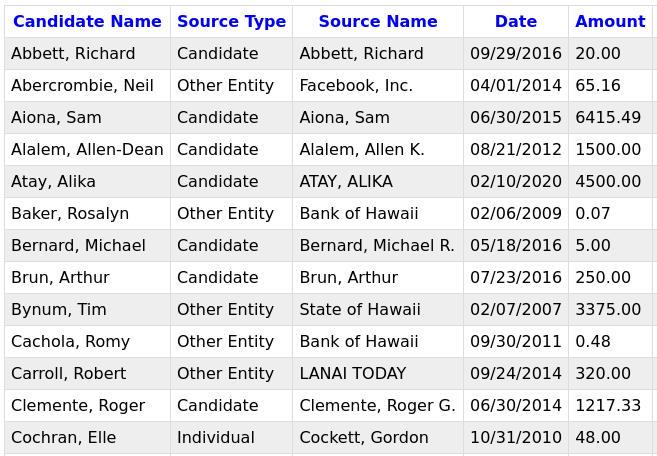 Candidate Name Source Type Source Name Date Amount
Abbett, Richard Candidate Abbett, Richard 09/29/2016 20.00
Abercrombie, Neil Other Entity Facebook, Inc. 04/01/2014 65.16
Aiona, Sam Candidate Aiona, Sam 06/30/2015 6415.49
Alalem, Allen-Dean Candidate Alalem, Allen K. 08/21/2012 1500.00
Atay, Alika Candidate ATAY, ALIKA 02/10/2020 4500.00
Baker, Rosalyn Other Entity Bank of Hawaii 02/06/2009 0.07
Bernard, Michael Candidate Bernard, Michael R. 05/18/2016 5.00
Brun, Arthur Candidate Brun, Arthur 07/23/2016 250.00
Bynum, Tim Other Entity State of Hawaii 02/07/2007 3375.00
Cachola, Romy Other Entity Bank of Hawaii 09/30/2011 0.48
Carroll, Robert Other Entity LANAI TODAY 09/24/2014 320.00
Clemente, Roger Candidate Clemente, Roger G. 06/30/2014 1217.33
Cochran, Elle Individual Cockett, Gordon 10/31/2010 48.00